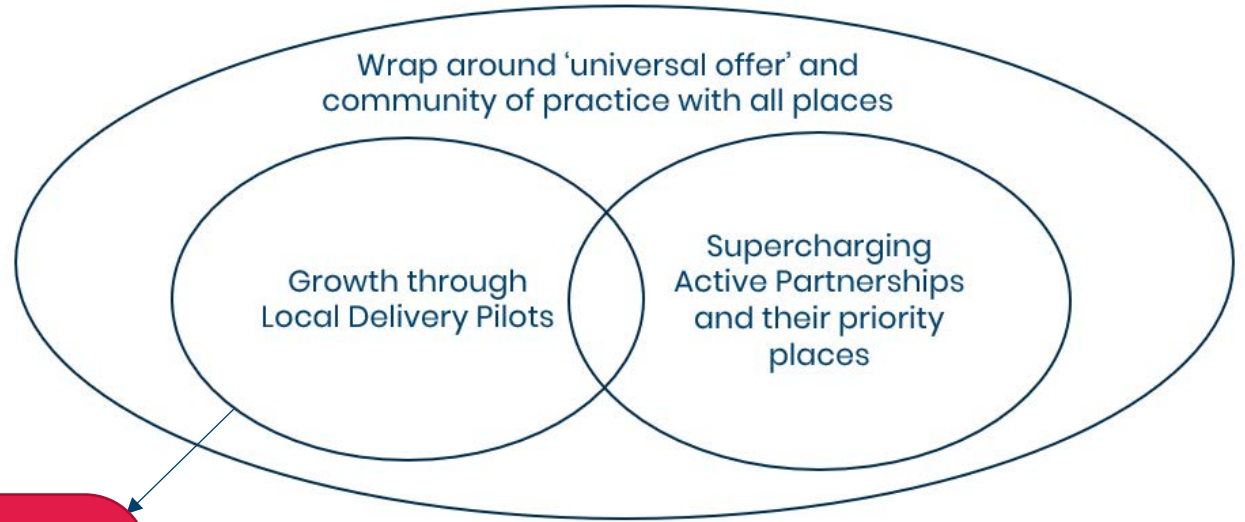 Wrap around ‘universal offer’ and
community of practice with all places
Growth through
Local Delivery Pilots
Supercharging
Active Partnerships
and their priority
places